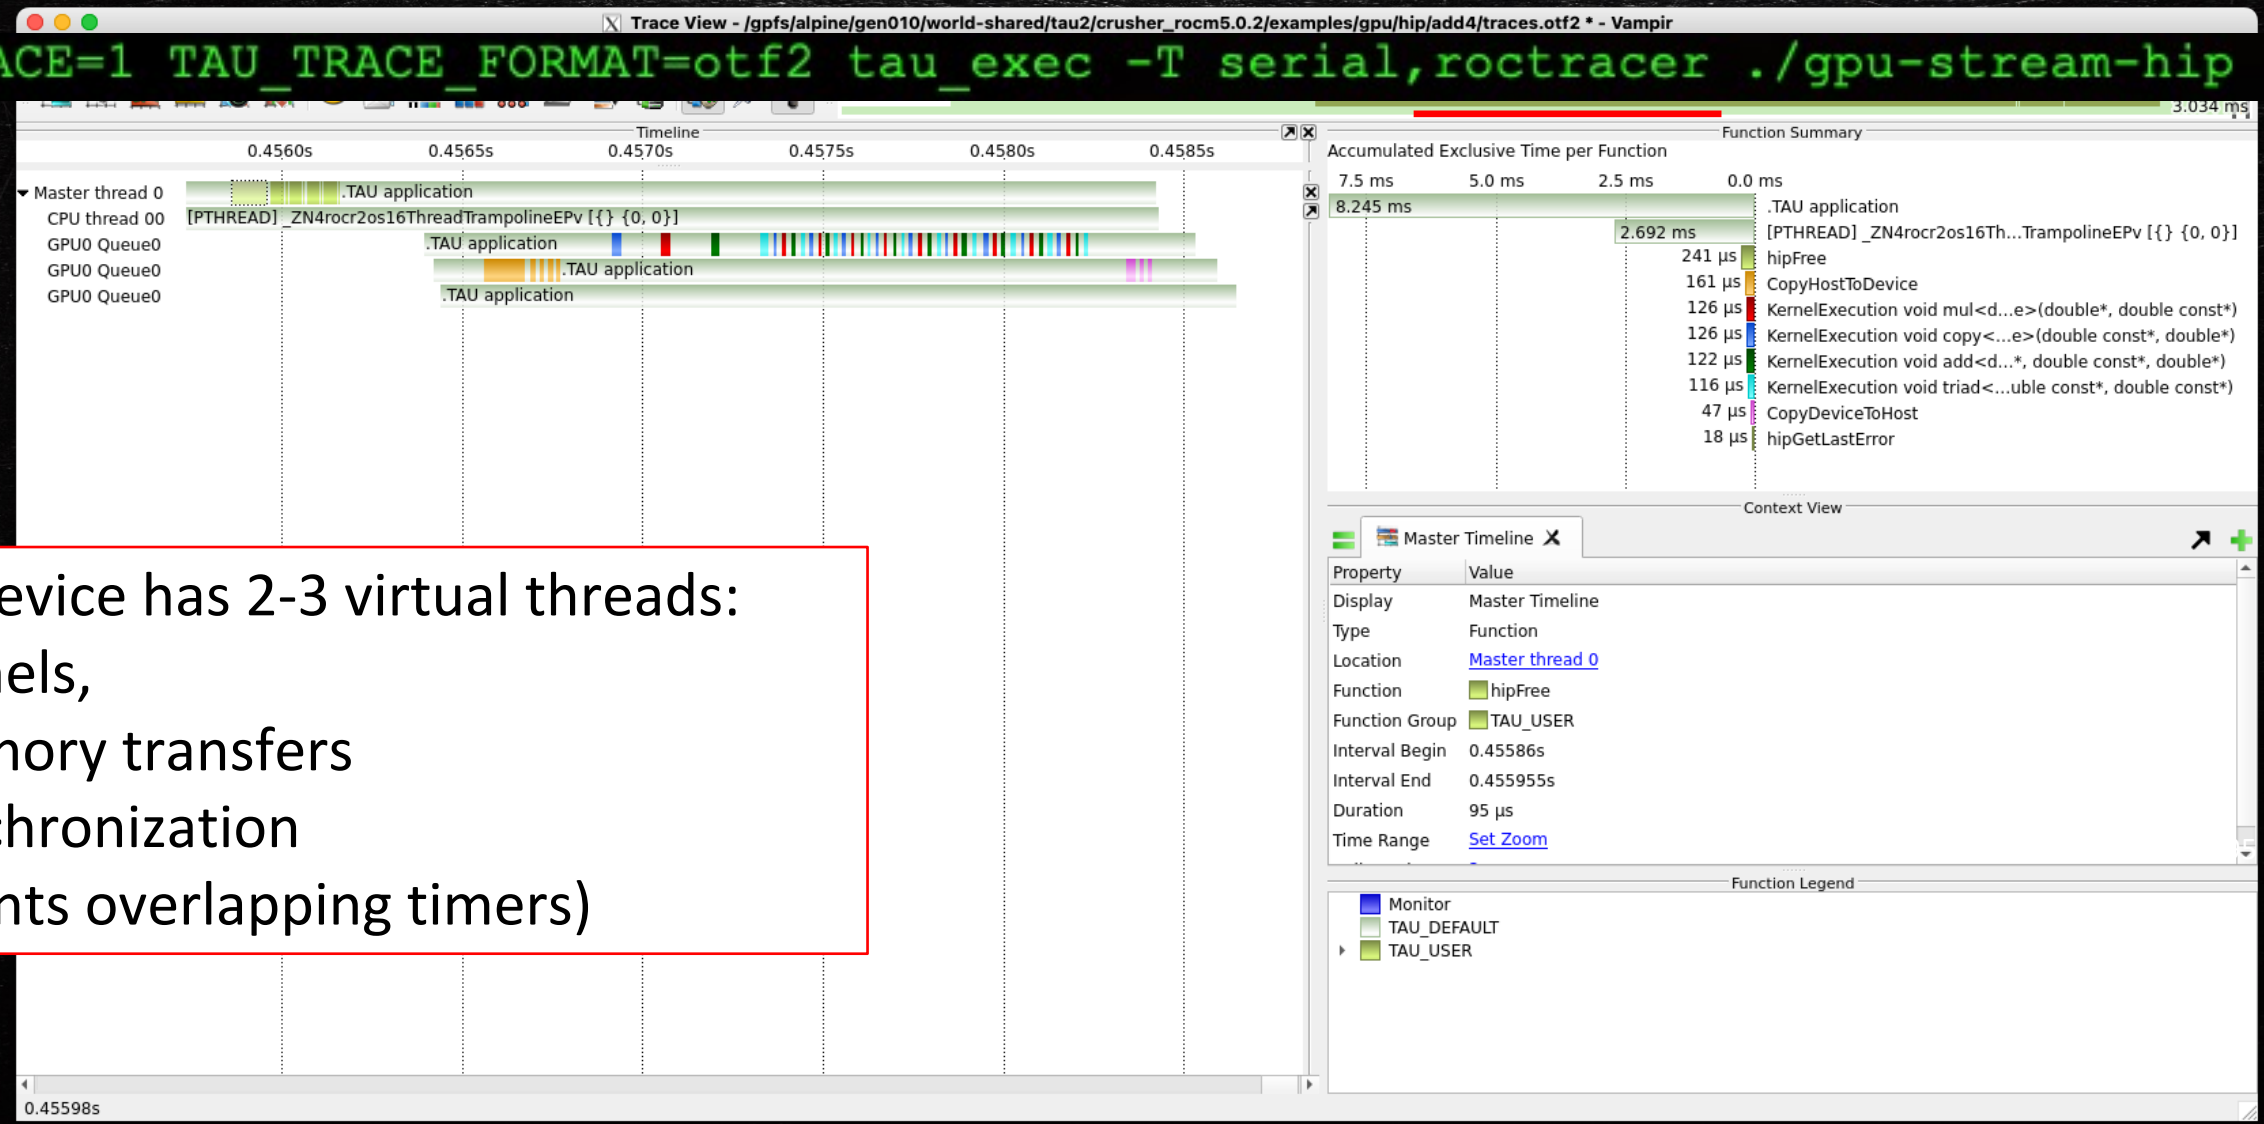 Trace View - /gpfs/alpine/gen010/world-shared/tau2/crusher_rocm5.0.2/examples/gpu/hip/add4/traces.otf2 * - Vampir
ACE=1 TAU_TRACE_FORMAT=otf2 tau_exec -T serial,roctracer ./gpu-stream-hip
3.034 ms
Timeline
0.4560s 0.4565s 0.4570s 0.4575s 0.4580s 0.4585s
Master thread 0 .TAU application
CPU thread 00 [PTHREAD] _ZN4rocr2os16ThreadTrampolineEPv [{} {0, 0}]
GPU0 Queue0 .TAU application
GPU0 Queue0 .TAU application
GPU0 Queue0 .TAU application
Function Summary
Accumulated Exclusive Time per Function
7.5 ms 5.0 ms 2.5 ms 0.0 ms
8.245 ms .TAU application
2.692 ms [PTHREAD] _ZN4rocr2os16Th...TrampolineEPv [{} {0, 0}]
241 µs hipFree
161 µs CopyHostToDevice
126 µs KernelExecution void mul<d...e>(double*, double const*)
126 µs KernelExecution void copy<...e>(double const*, double*)
122 µs KernelExecution void add<d...*, double const*, double*)
116 µs KernelExecution void triad<...uble const*, double const*)
47 µs CopyDeviceToHost
18 µs hipGetLastError
evice has 2-3 virtual threads:
nels,
nory transfers
chronization
nts overlapping timers)
Context View
Master Timeline
Property Value
Display Master Timeline
Type Function
Location Master thread 0
Function hipFree
Function Group TAU_USER
Interval Begin 0.45586s
Interval End 0.455955s
Duration 95 µs
Time Range Set Zoom
Function Legend
Monitor
TAU_DEFAULT
TAU_USER
0.45598s